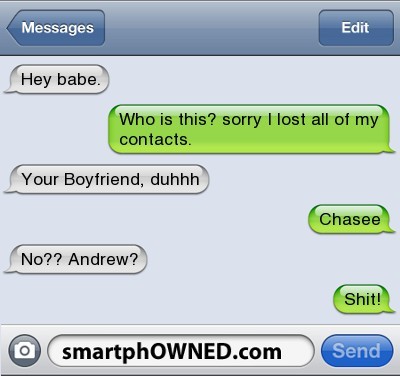 Messages
Edit
Hey babe.
Who is this? sorry I lost all of my
contacts.
Your Boyfriend, duhhh
Chasee
No?? Andrew?
Shit!
smartphOWNED.com
Send